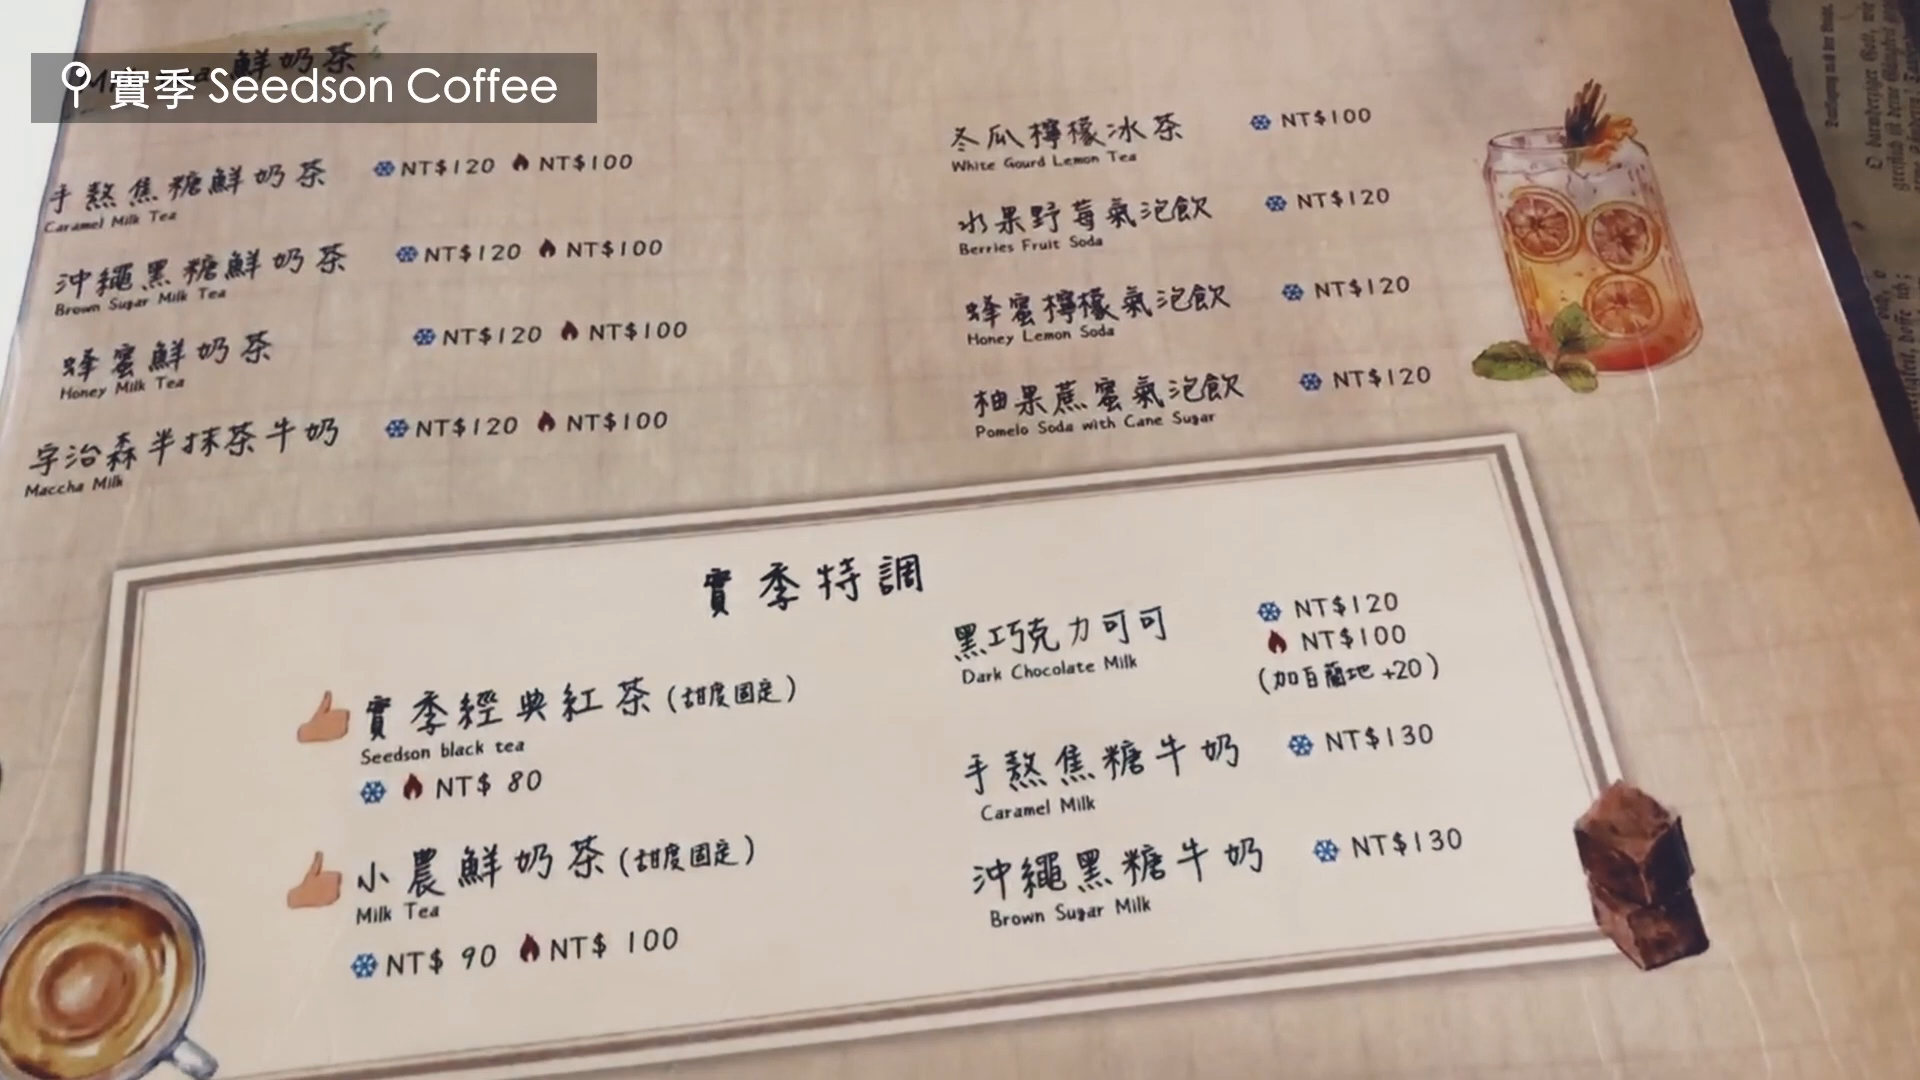 實季 Seedson Coffee
鮮奶茶
手熬焦糖鮮奶茶 NT$120 NT$100
Caramel Milk Tea
沖繩黑糖鮮奶茶 NT$120 NT$100
Brown Sugar Milk Tea
蜂蜜鮮奶茶 NT$120 NT$100
Honey Milk Tea
宇治森半抹茶牛奶 NT$120 NT$100
Maccha Milk
冬瓜檸檬冰茶 NT$100
White Gourd Lemon Tea
水果野莓氣泡飲 NT$120
Berries Fruit Soda
蜂蜜檸檬氣泡飲 NT$120
Honey Lemon Soda
柚果蔗蜜氣泡飲 NT$120
Pomelo Soda with Cane Sugar
實季特調
實季經典紅茶(甜度固定)
Seedson black tea
NT$ 80
小農鮮奶茶(甜度固定)
Milk Tea
NT$ 90 NT$ 100
黑巧克力可可 NT$120
Dark Chocolate Milk NT$100
(加百蘭地 +20)
手熬焦糖牛奶 NT$130
Caramel Milk
沖繩黑糖牛奶 NT$130
Brown Sugar Milk